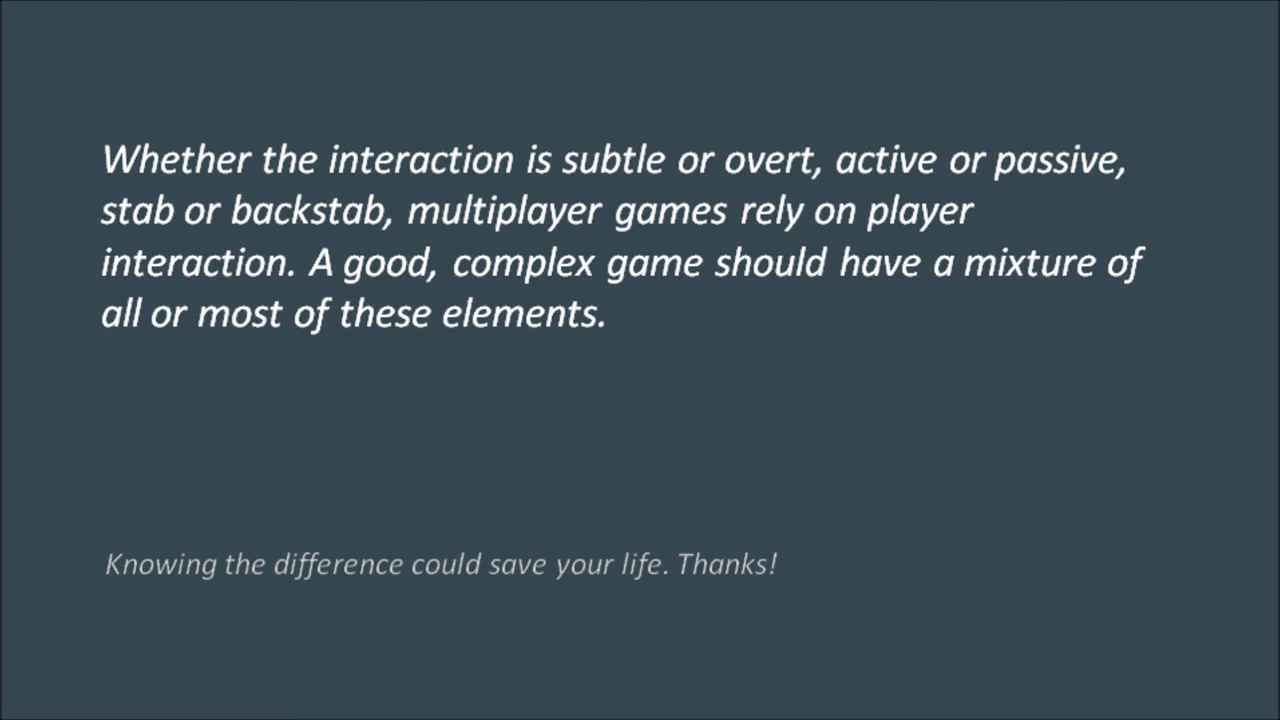 Whether the interaction is subtle or overt, active or passive,
stab or backstab, multiplayer games rely on player
interaction. A good, complex game should have a mixture of
all or most of these elements.
Knowing the difference could save your life. Thanks!